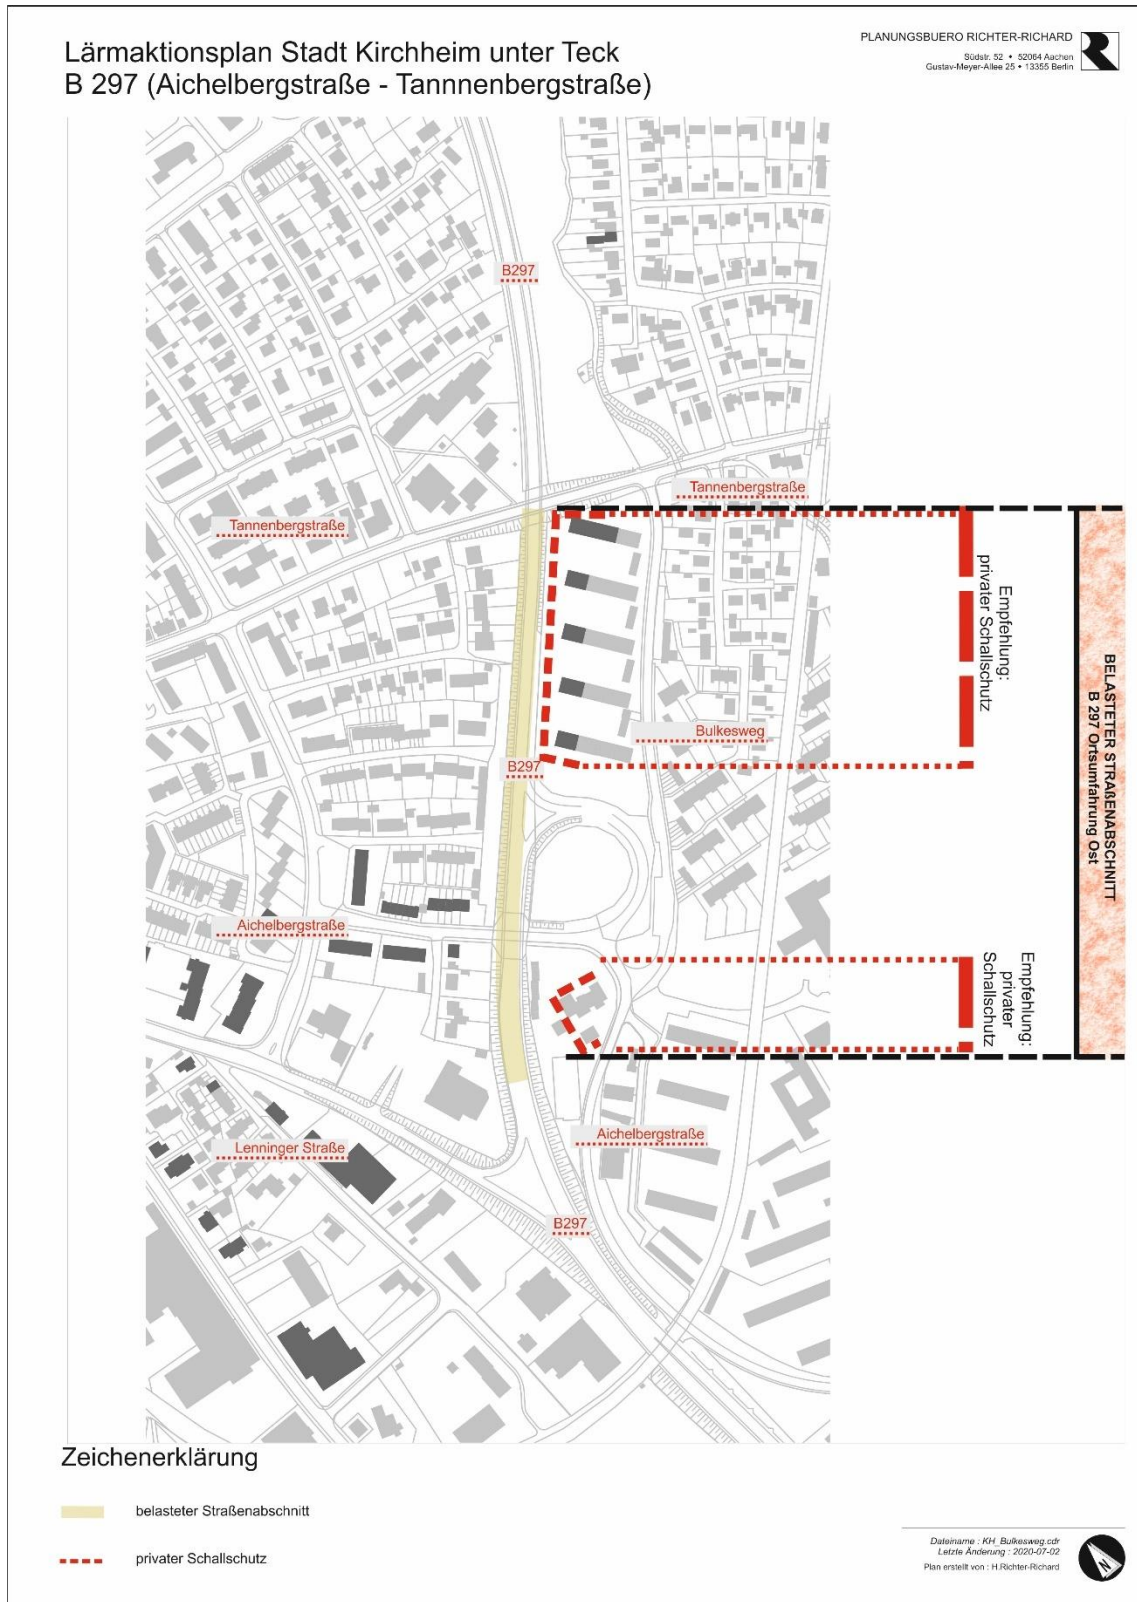 Lärmaktionsplan Stadt Kirchheim unter Teck
B 297 (Aichelbergstraße - Tannnenbergstraße)
PLANUNGSBUERO RICHTER-RICHARD
Südstr. 52 • 52064 Aachen
Gustav-Meyer-Allee 25 • 13355 Berlin
B297
Tannenbergstraße
Tannenbergstraße
Empfehlung:
privater Schallschutz
BELASTETER STRAßENABSCHNITT
B 297 Ortsumfahrung Ost
Bulkesweg
B297
Aichelbergstraße
Empfehlung:
privater
Schallschutz
Aichelbergstraße
Lenninger Straße
B297
Zeichenerklärung
belasteter Straßenabschnitt
privater Schallschutz
Dateiname : KH_Bulkesweg.cdr
Letzte Änderung : 2020-07-02
Plan erstellt von : H.Richter-Richard
N